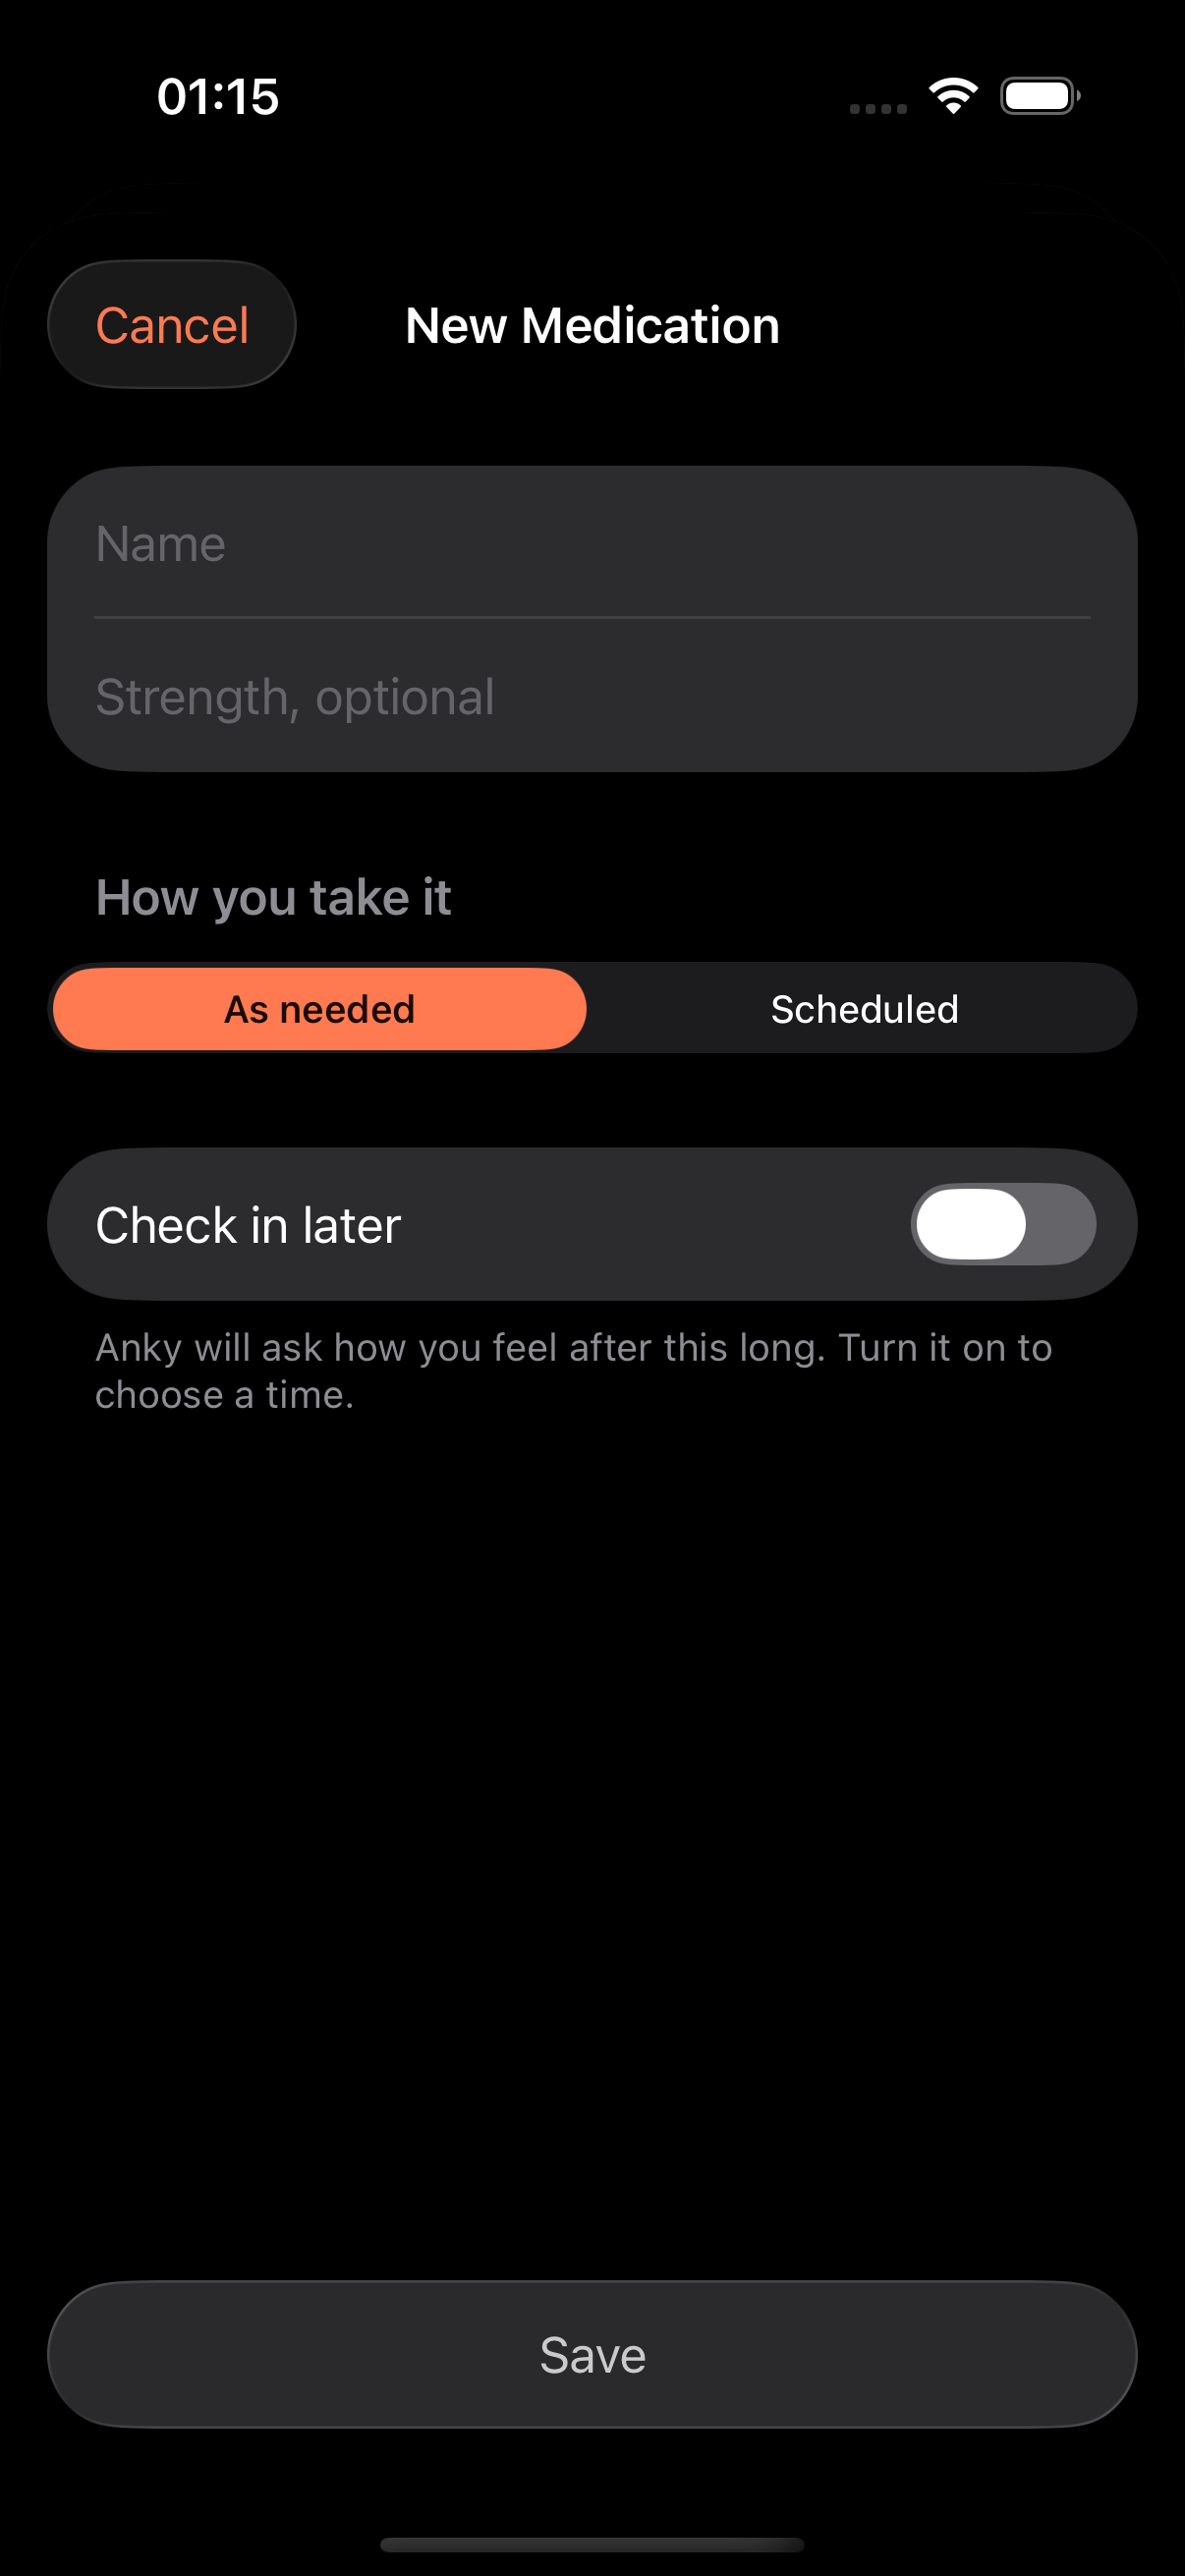 01:15
Cancel
New Medication
Name
Strength, optional
How you take it
As needed
Scheduled
Check in later
Anky will ask how you feel after this long. Turn it on to
choose a time.
Save